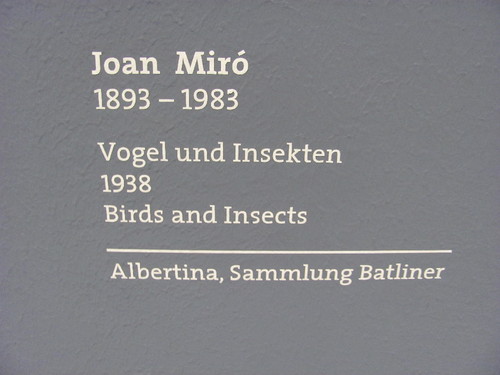 Joan Miró
1893 – 1983
Vogel und Insekten
1938
Birds and Insects
Albertina, Sammlung Batliner